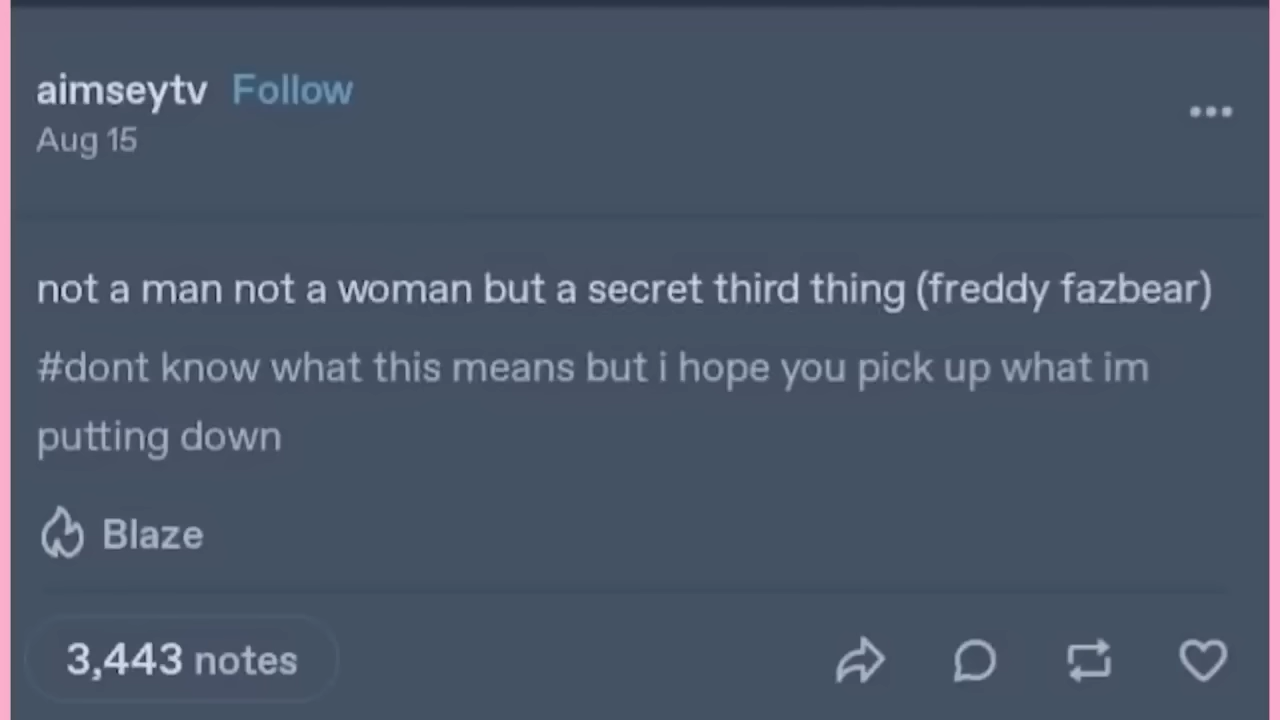 aimseytv Follow
Aug 15
not a man not a woman but a secret third thing (freddy fazbear)
#dont know what this means but i hope you pick up what im
putting down
Blaze
3,443 notes